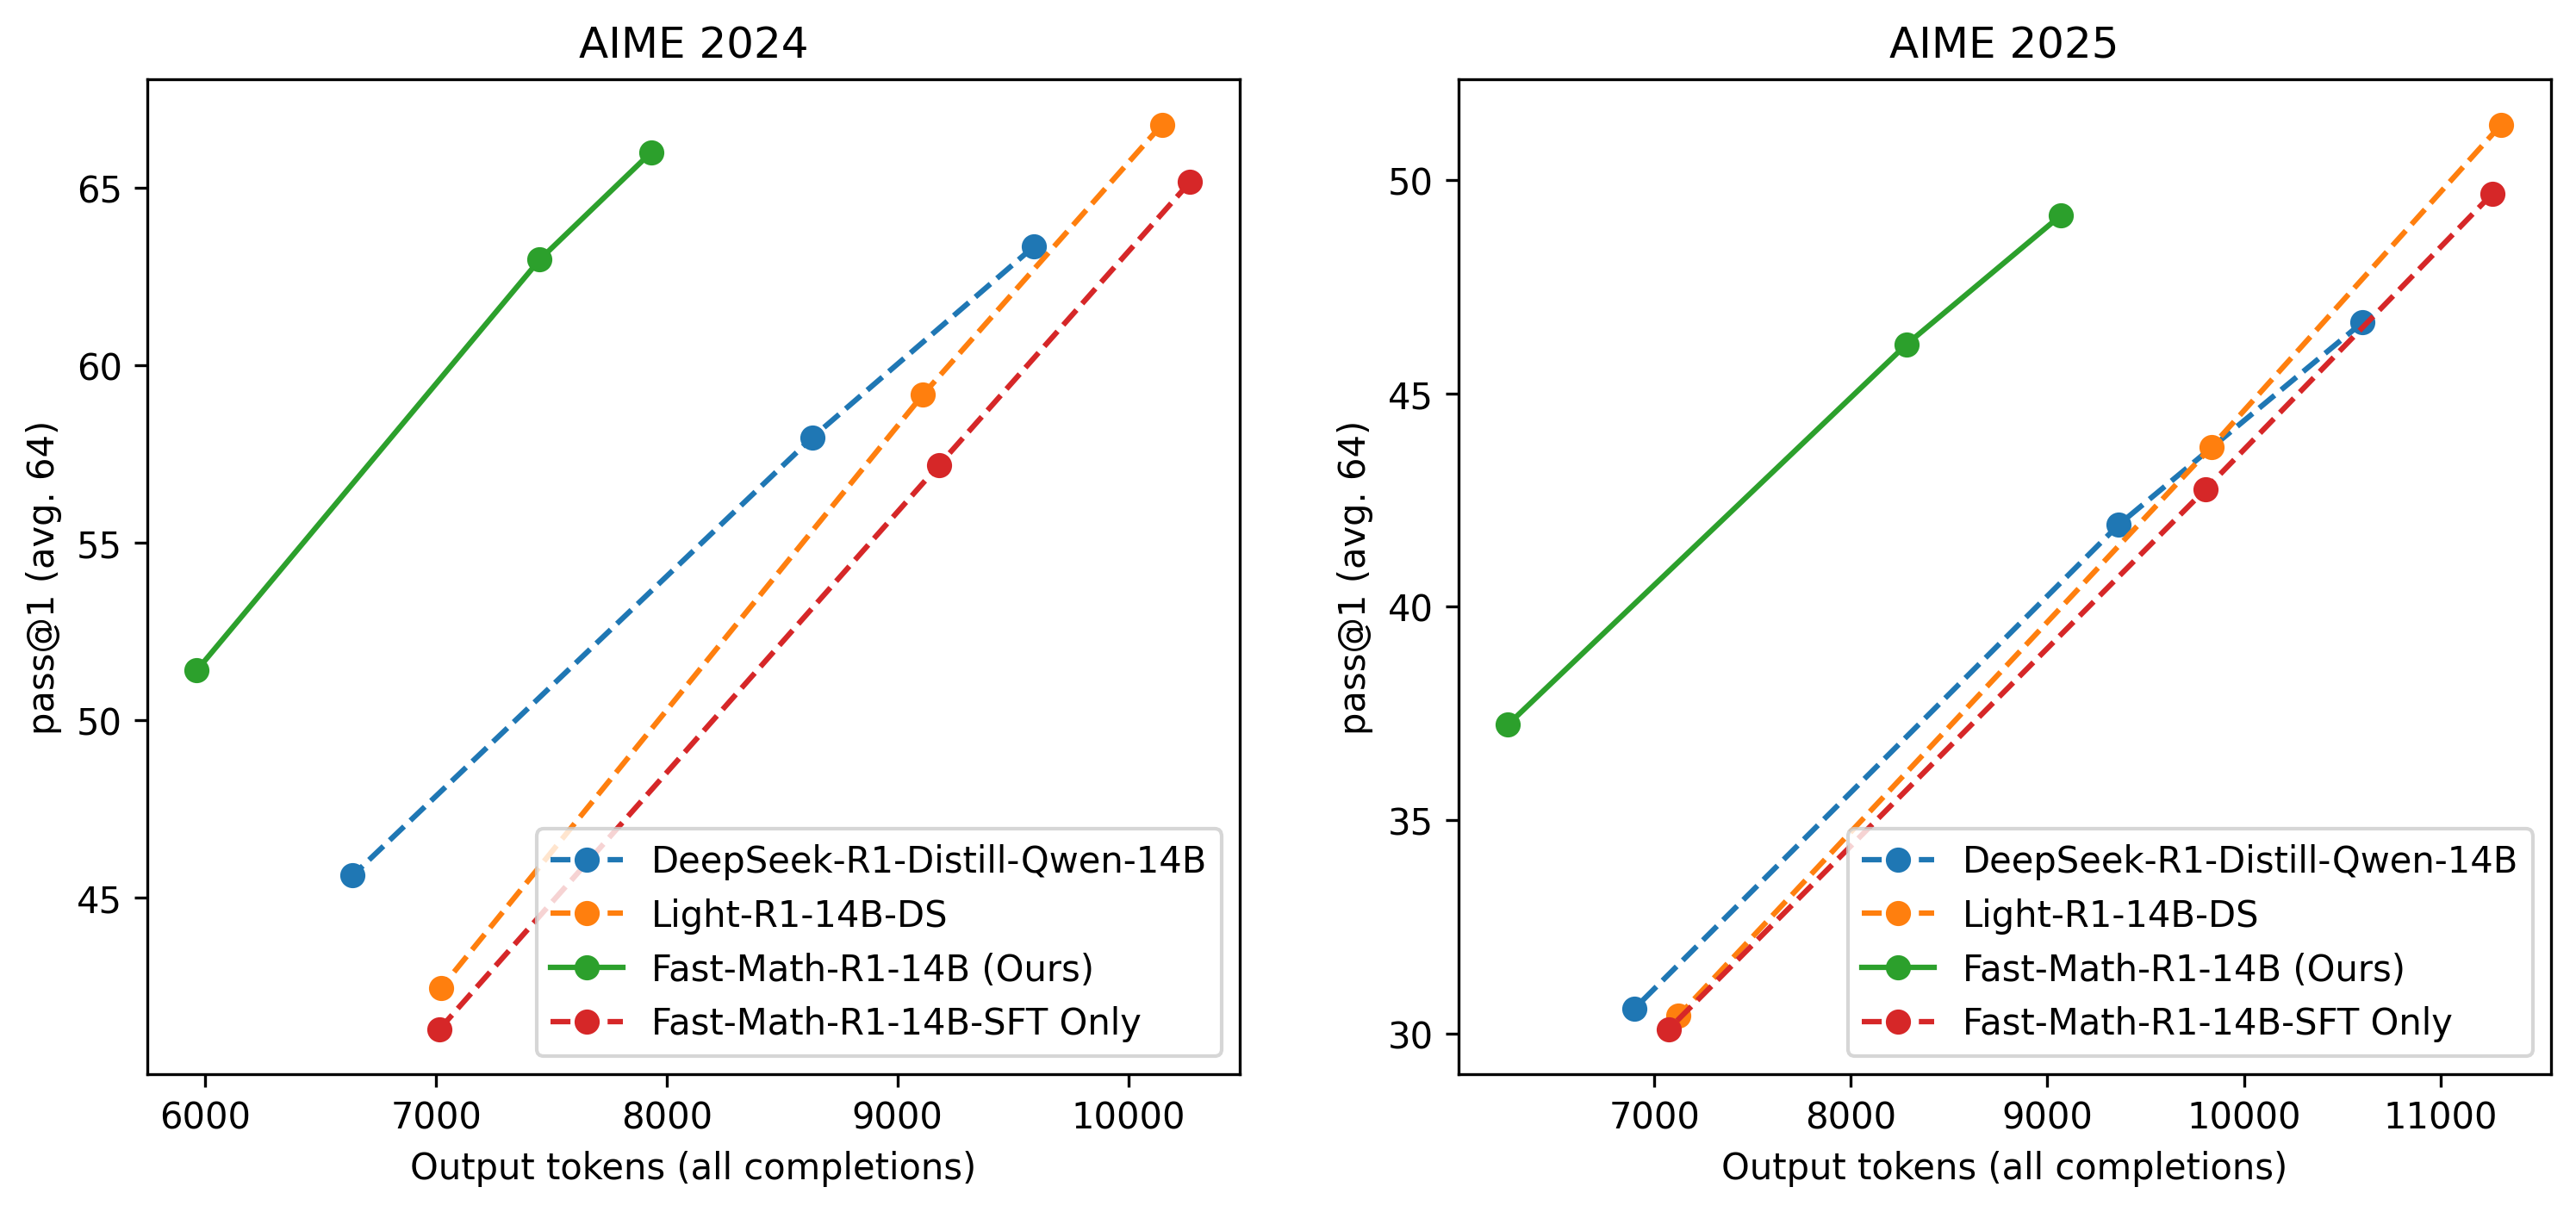 AIME 2024
pass@1 (avg. 64)
65
60
55
50
45
6000 7000 8000 9000 10000
Output tokens (all completions)
DeepSeek-R1-Distill-Qwen-14B
Light-R1-14B-DS
Fast-Math-R1-14B (Ours)
Fast-Math-R1-14B-SFT Only
AIME 2025
pass@1 (avg. 64)
50
45
40
35
30
7000 8000 9000 10000 11000
Output tokens (all completions)
DeepSeek-R1-Distill-Qwen-14B
Light-R1-14B-DS
Fast-Math-R1-14B (Ours)
Fast-Math-R1-14B-SFT Only